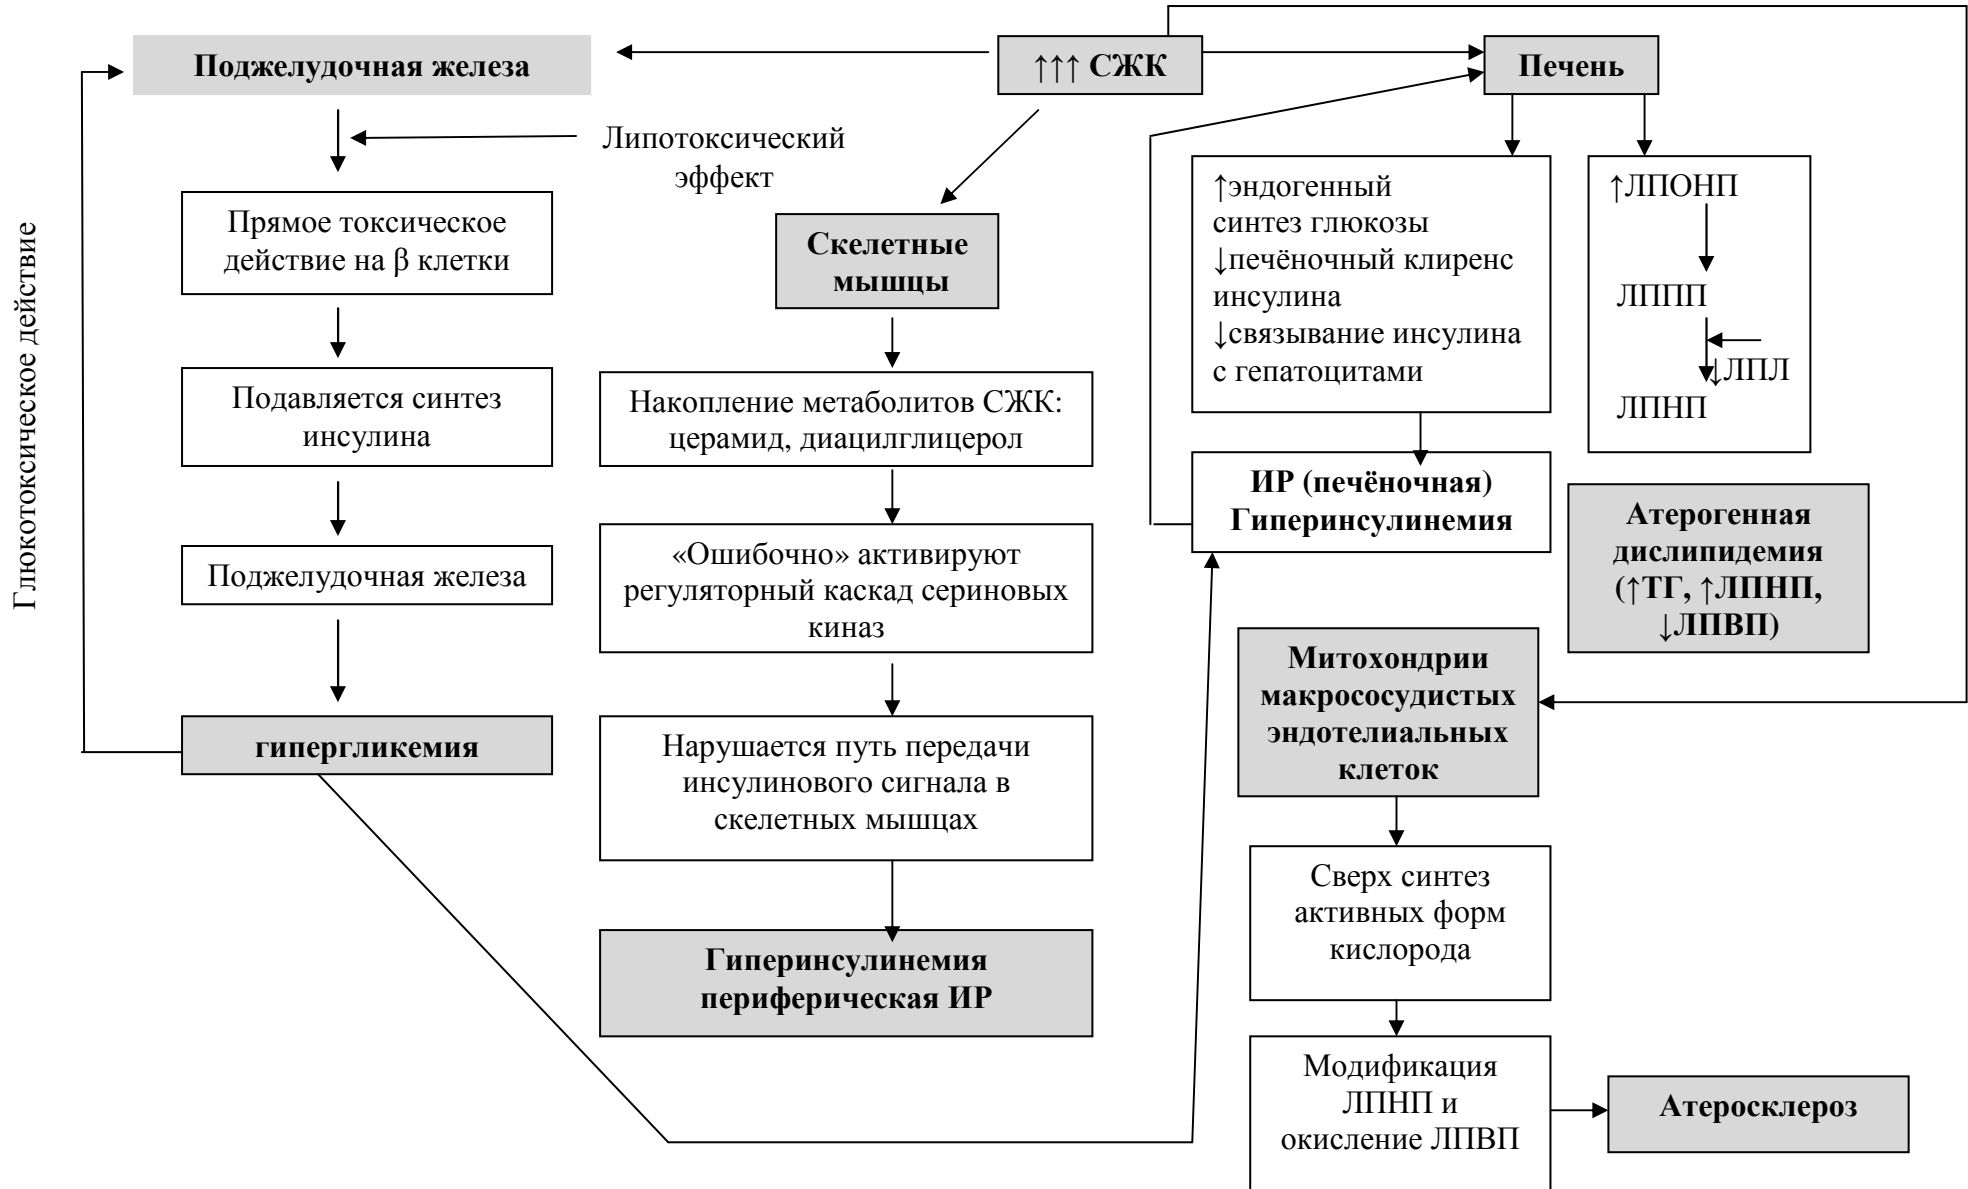 Поджелудочная железа
↑↑↑ СЖК
Печень
Липотоксический
эффект
Глюкотоксическое действие
Прямое токсическое
действие на β клетки
Подавляется синтез
инсулина
Поджелудочная железа
гипергликемия
Скелетные
мышцы
Накопление метаболитов СЖК:
церамид, диацилглицерол
«Ошибочно» активируют
регуляторный каскад сериновых
киназ
Нарушается путь передачи
инсулинового сигнала в
скелетных мышцах
Гиперинсулинемия
периферическая ИР
↑эндогенный
синтез глюкозы
↓печёночный клиренс
инсулина
↓связывание инсулина
с гепатоцитами
ИР (печёночная)
Гиперинсулинемия
↑ЛПОНП
ЛППП
↓ЛПЛ
ЛПНП
Атерогенная
дислипидемия
(↑ТГ, ↑ЛПНП,
↓ЛПВП)
Митохондрии
макрососудистых
эндотелиальных
клеток
Сверх синтез
активных форм
кислорода
Модификация
ЛПНП и
окисление ЛПВП
Атеросклероз